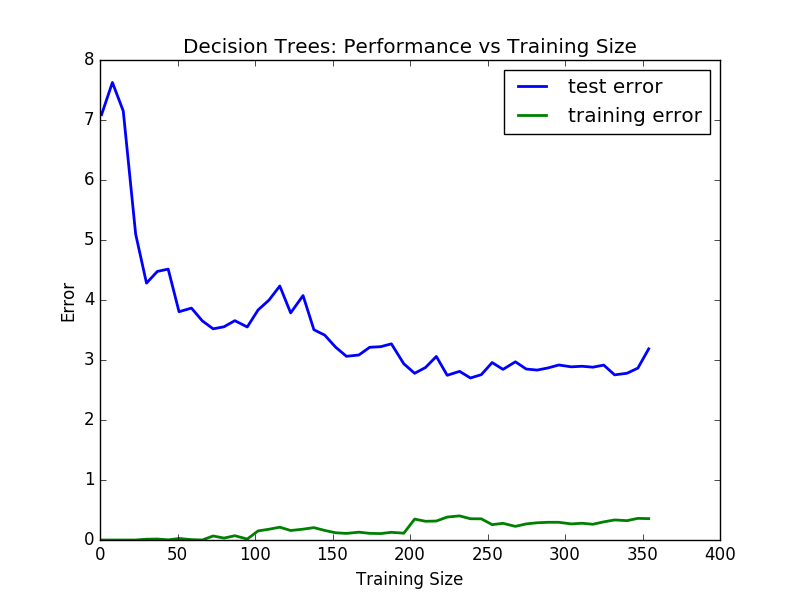 Decision Trees: Performance vs Training Size
test error
training error
8
7
6
5
4
3
2
1
0
Error
0 50 100 150 200 250 300 350 400
Training Size